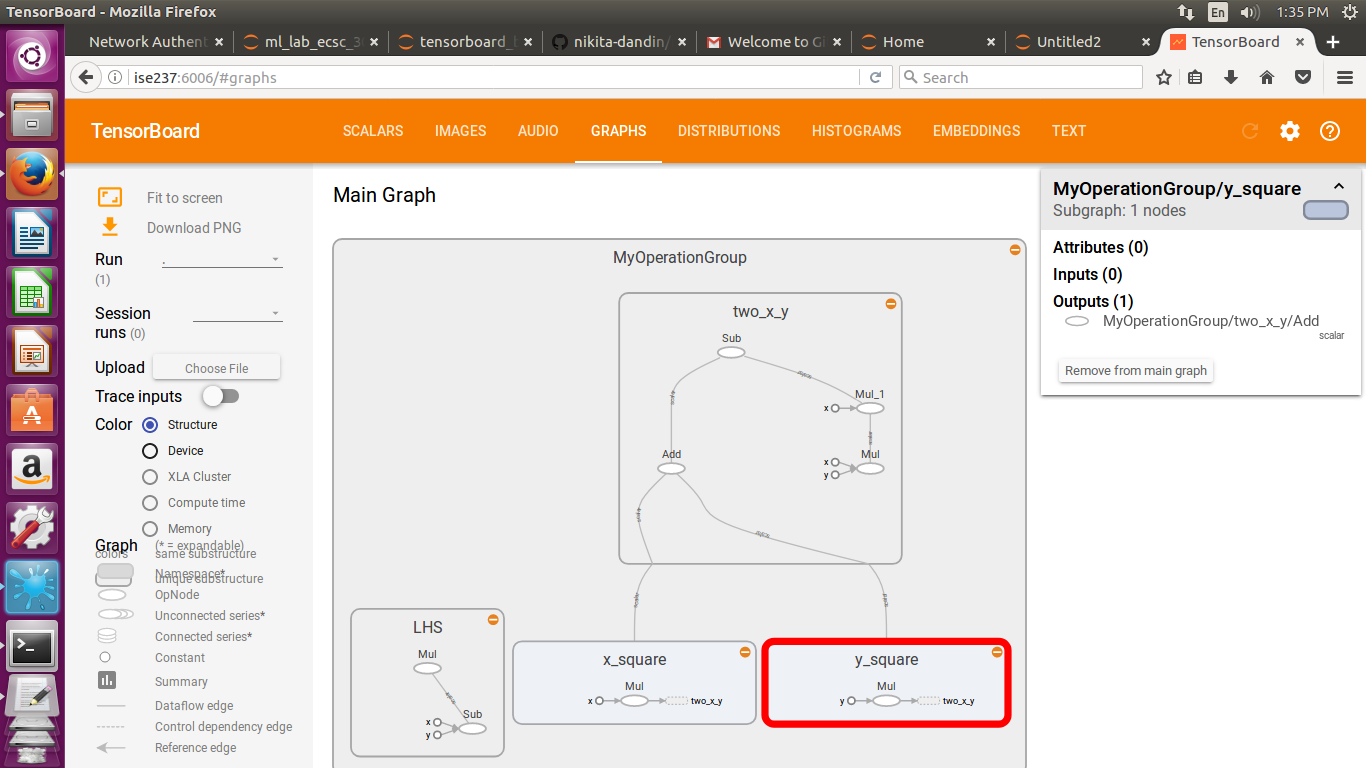 TensorBoard - Mozilla Firefox
En
1:35 PM
Network Authent
ml_lab_ecsc_3
tensorboard_
nikita-dandin/
Welcome to Gi
Home
Untitled2
TensorBoard
ise237:6006/#graphs
Search
TensorBoard
SCALARS
IMAGES
AUDIO
GRAPHS
DISTRIBUTIONS
HISTOGRAMS
EMBEDDINGS
TEXT
Fit to screen
Download PNG
Run
(1)
.
Session
runs (0)
Upload
Choose File
Trace inputs
Color
Structure
Device
XLA Cluster
Compute time
Memory
Graph
(* = expandable)
colors
same substructure
Namespace*
unique substructure
OpNode
Unconnected series*
Connected series*
Constant
Summary
Dataflow edge
Control dependency edge
Reference edge
Main Graph
MyOperationGroup
two_x_y
Sub
Mul_1
x
scalar
Add
Mul
x
y
scalar
LHS
Mul
Sub
x
y
x_square
Mul
x
two_x_y
y_square
Mul
y
two_x_y
MyOperationGroup/y_square
Subgraph: 1 nodes
Attributes (0)
Inputs (0)
Outputs (1)
MyOperationGroup/two_x_y/Add
scalar
Remove from main graph